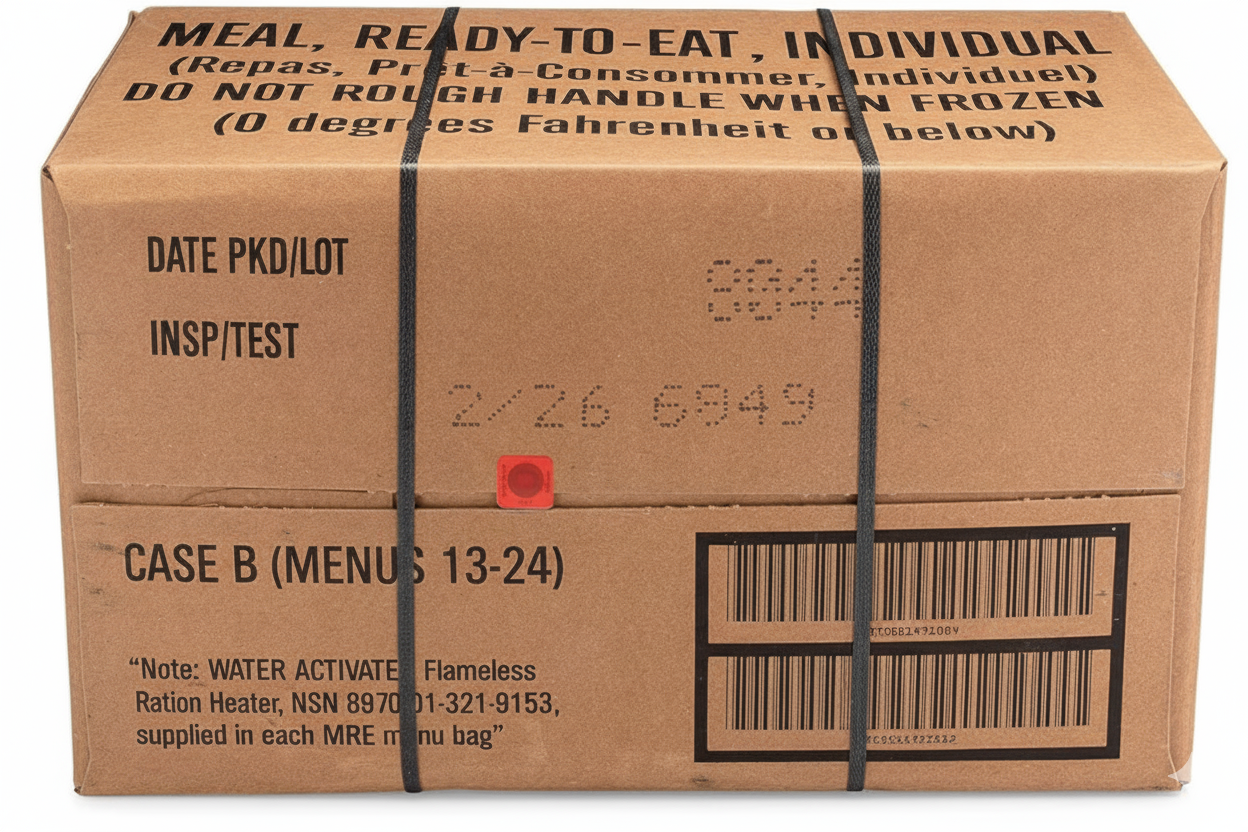 MEAL, READY-TO-EAT, INDIVIDUAL
(Repas, Prêt-à-Consommer, Individuel)
DO NOT ROUGH HANDLE WHEN FROZEN
(0 degrees Fahrenheit or below)
DATE PKD/LOT
8044
INSP/TEST
2/26 6849
CASE B (MENUS 13-24)
“Note: WATER ACTIVATED Flameless
Ration Heater, NSN 8970-01-321-9153,
supplied in each MRE menu bag”